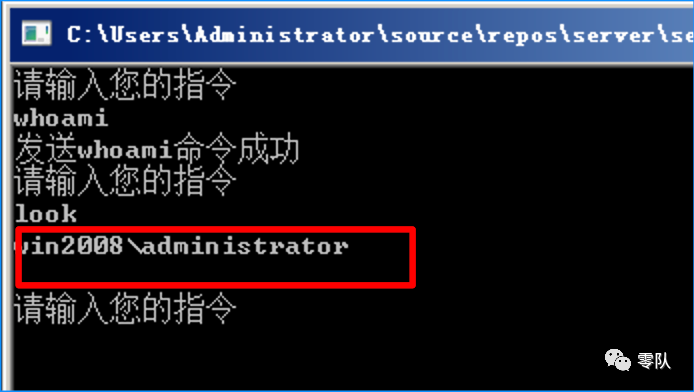 C:\Users\Administrator\source\repos\server\se
请输入您的指令
whoami
发送whoami命令成功
请输入您的指令
look
win2008\administrator
请输入您的指令
零队